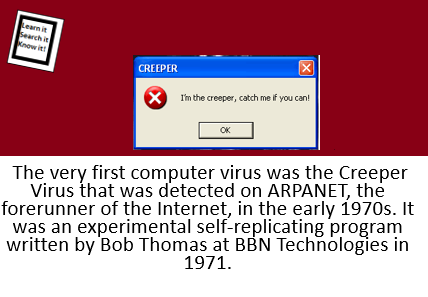 Learn it
Search it
Know it!
CREEPER
I'm the creeper, catch me if you can!
OK
The very first computer virus was the Creeper
Virus that was detected on ARPANET, the
forerunner of the Internet, in the early 1970s. It
was an experimental self-replicating program
written by Bob Thomas at BBN Technologies in
1971.